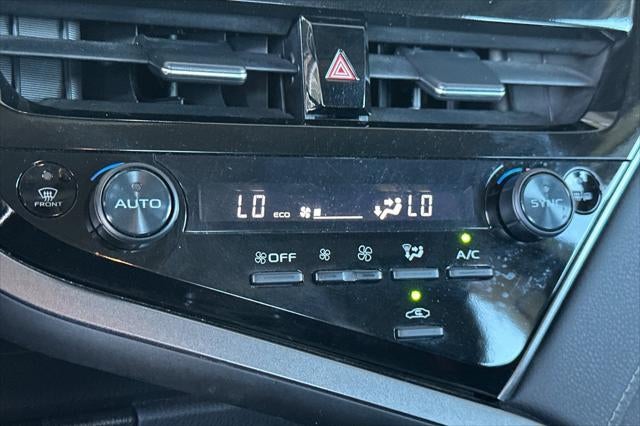 FRONT
AUTO
LO ECO LO
SYNC
OFF
A/C